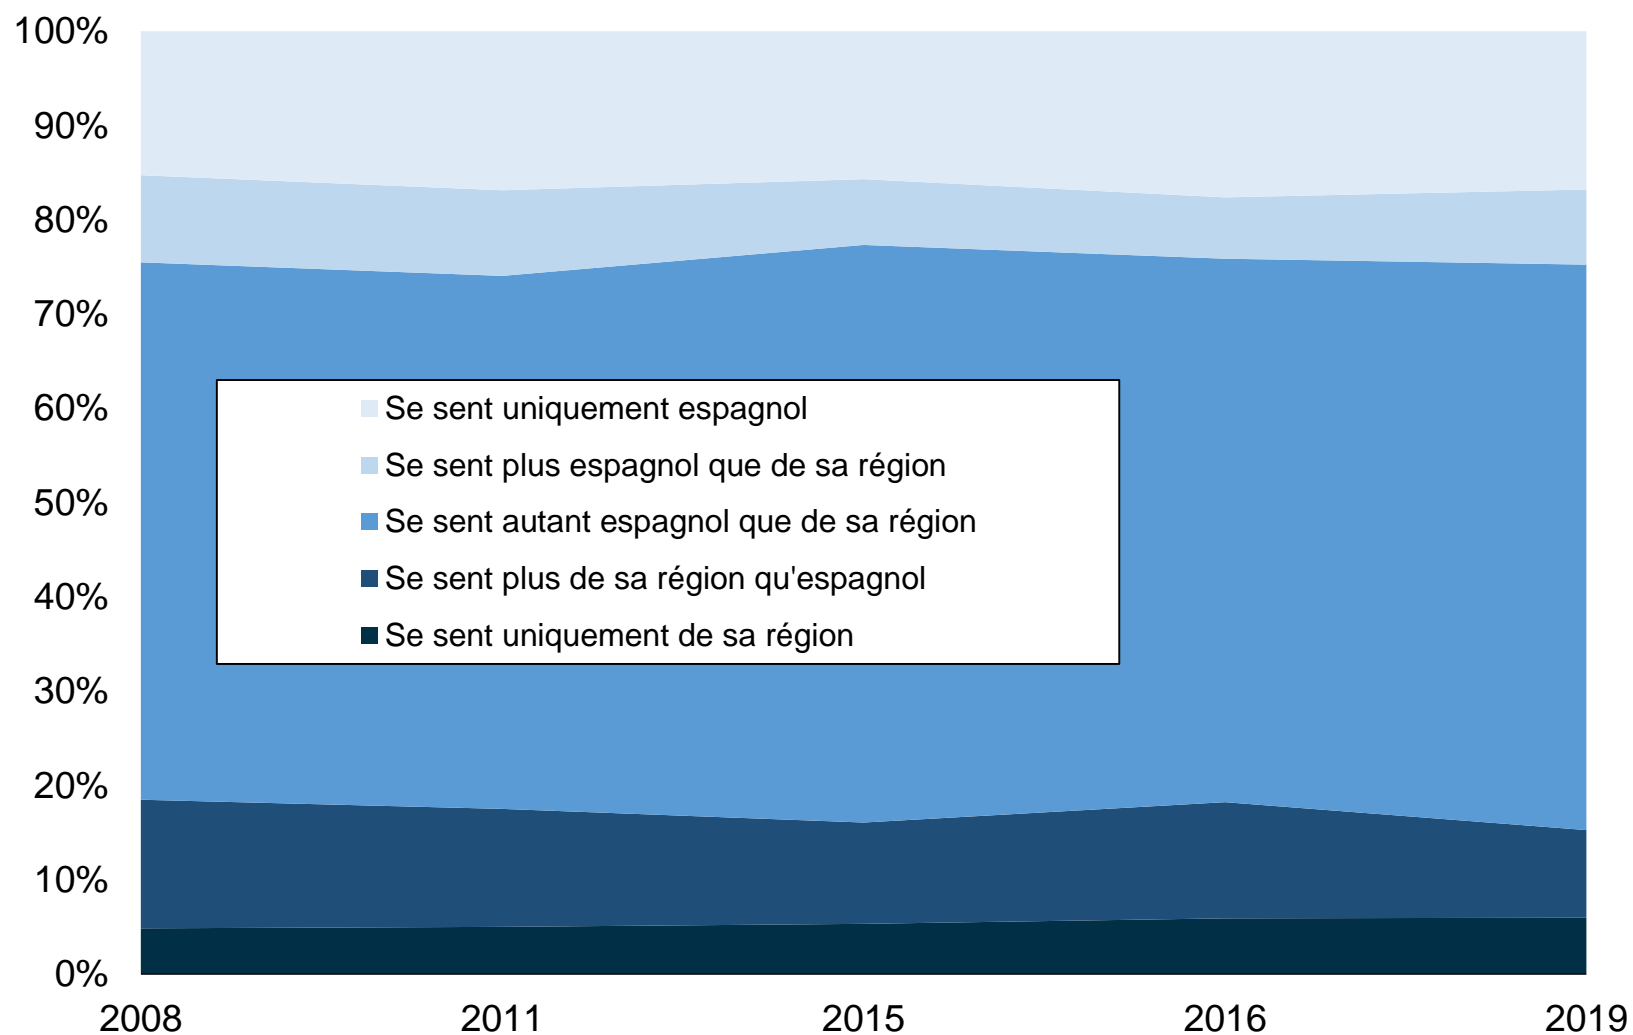 100%
90%
80%
70%
60%
50%
40%
30%
20%
10%
0%
Se sent uniquement espagnol
Se sent plus espagnol que de sa région
Se sent autant espagnol que de sa région
Se sent plus de sa région qu'espagnol
Se sent uniquement de sa région
2008 2011 2015 2016 2019